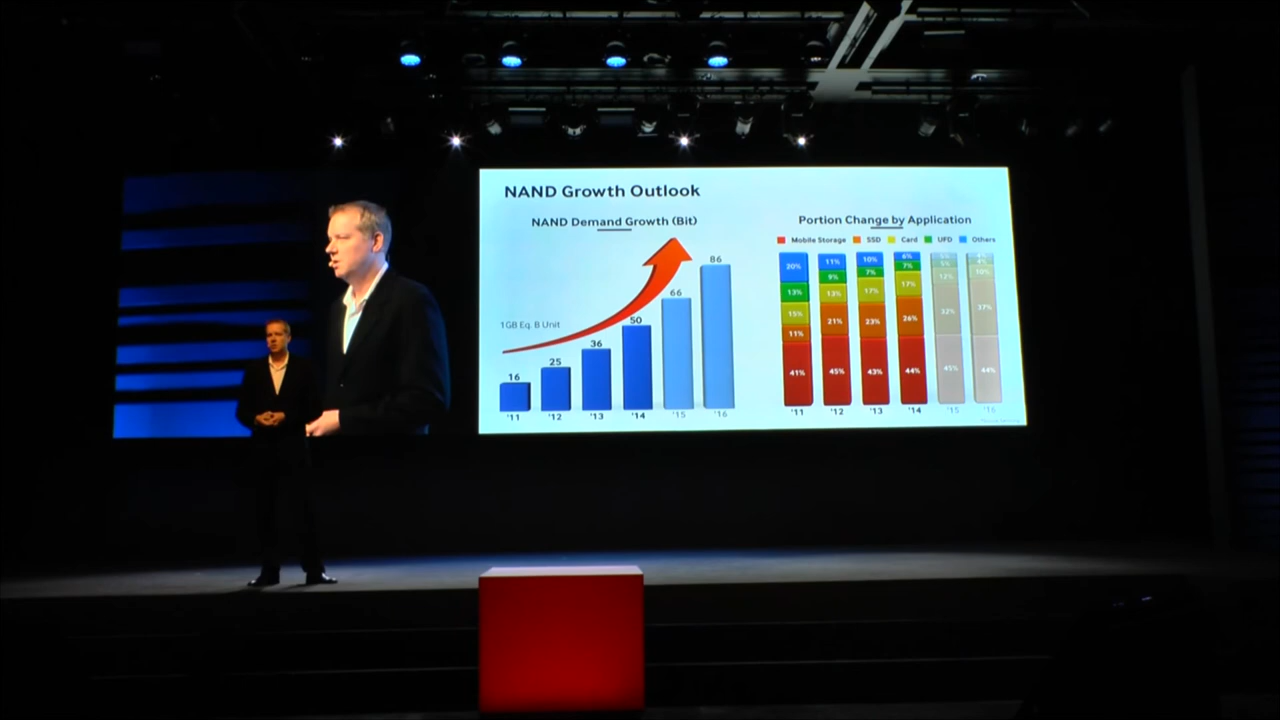 NAND Growth Outlook
NAND Demand Growth (Bit)
1GB Eq. B Unit
16
25
36
50
66
86
'11
'12
'13
'14
'15
'16
Portion Change by Application
Mobile Storage SSD Card UFD Others
20% 11% 10% 6%
13% 9% 7% 7% 5% 4%
15% 13% 17% 17% 12% 10%
11% 21% 23% 26% 32% 37%
41% 45% 43% 44% 45% 44%
'11 '12 '13 '14 '15 '16